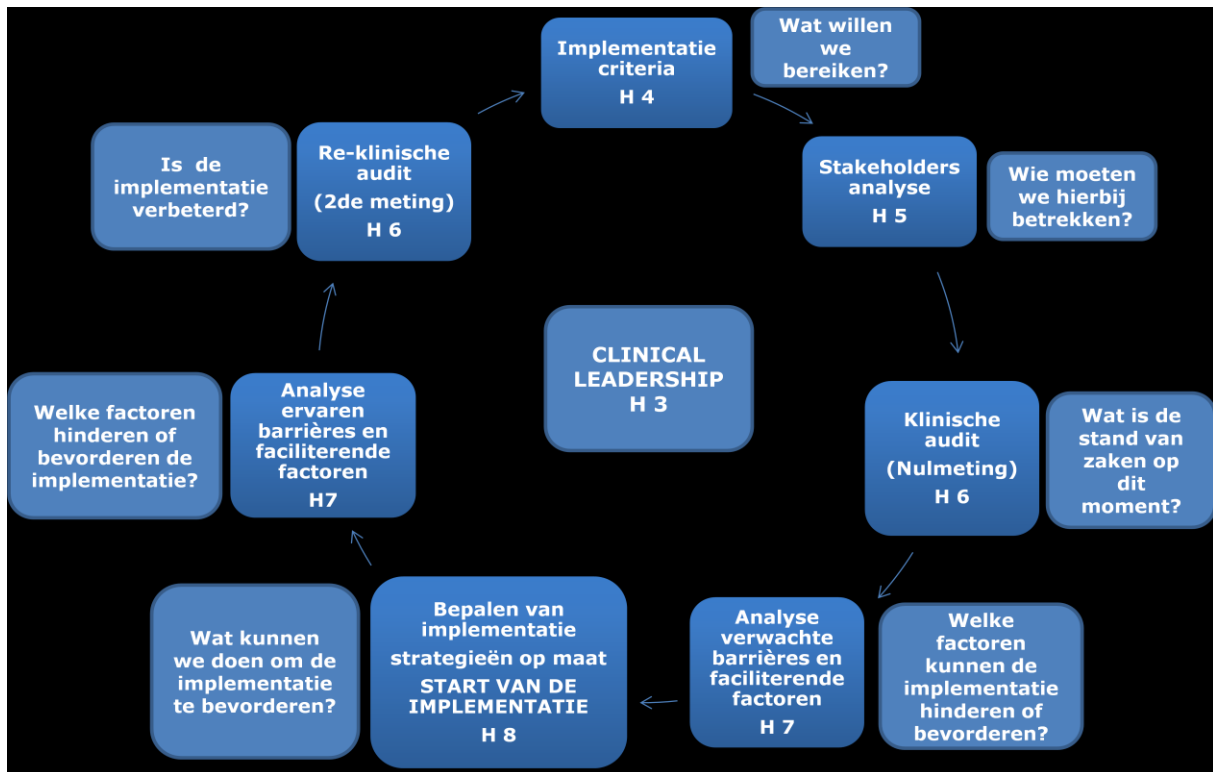 Implementatie
criteria
H 4
Wat willen
we
bereiken?
Stakeholders
analyse
H 5
Wie moeten
we hierbij
betrekken?
Klinische
audit
(Nulmeting)
H 6
Wat is de
stand van
zaken op
dit
moment?
Analyse
verwachte
barrières en
faciliterende
factoren
H 7
Welke
factoren
kunnen de
implementatie
hinderen of
bevorderen?
Bepalen van
implementatie
strategieën op maat
START VAN DE
IMPLEMENTATIE
H 8
Wat kunnen
we doen om de
implementatie
te bevorderen?
Analyse
ervaren
barrières en
faciliterende
factoren
H7
Welke factoren
hinderen of
bevorderen de
implementatie?
Re-klinische
audit
(2de meting)
H 6
Is de
implementatie
verbeterd?
CLINICAL
LEADERSHIP
H 3